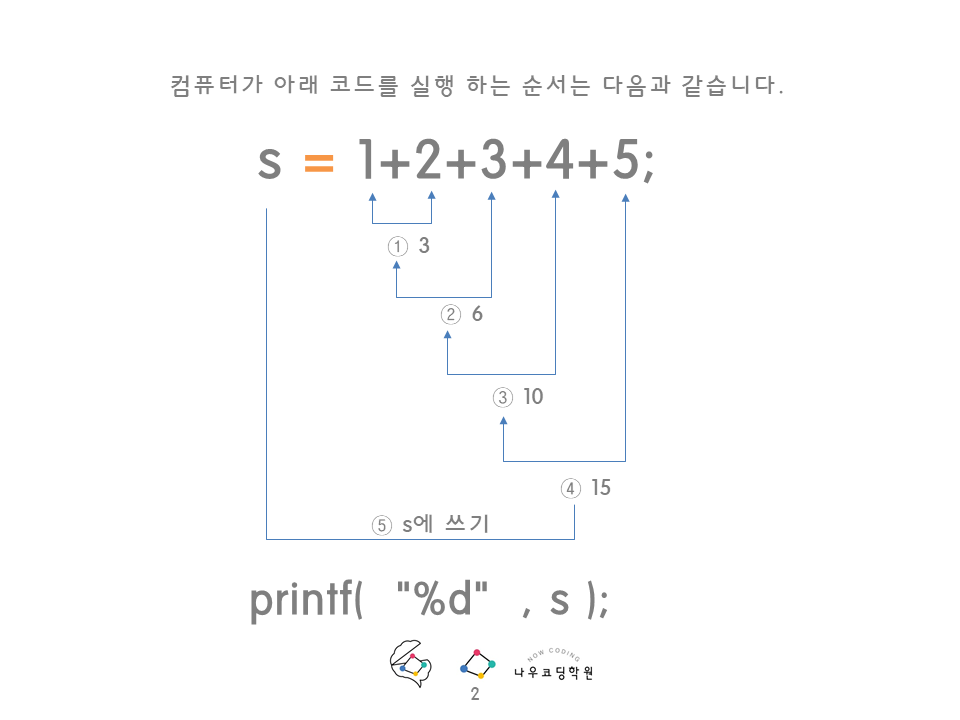 컴퓨터가 아래 코드를 실행 하는 순서는 다음과 같습니다.
s = 1+2+3+4+5;
① 3
② 6
③ 10
④ 15
⑤ s에 쓰기
printf( "%d" , s );
NOW CODING
나우코딩학원
2